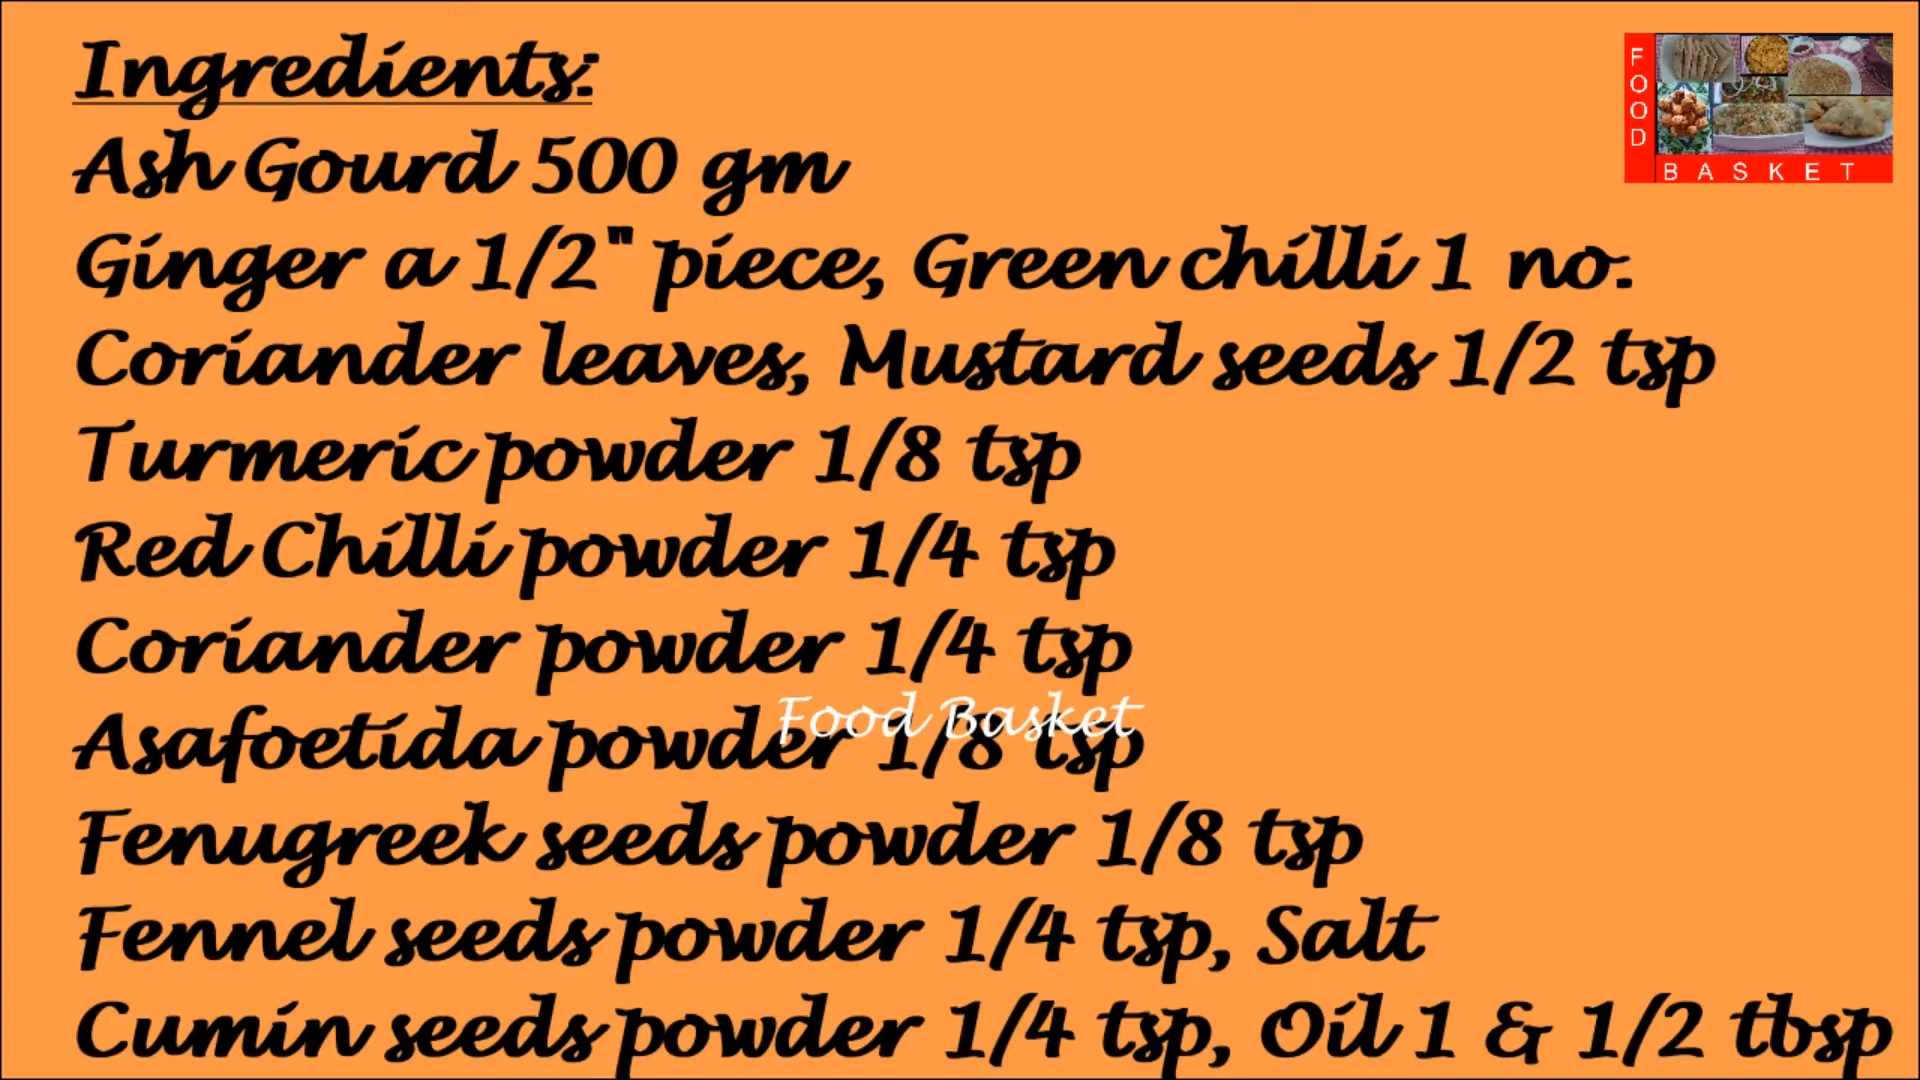 Ingredients:
Ash Gourd 500 gm
Ginger a 1/2" piece, Green chilli 1 no.
Coriander leaves, Mustard seeds 1/2 tsp
Turmeric powder 1/8 tsp
Red Chilli powder 1/4 tsp
Coriander powder 1/4 tsp
Food Basket
Asafoetida powder 1/8 tsp
Fenugreek seeds powder 1/8 tsp
Fennel seeds powder 1/4 tsp, Salt
Cumin seeds powder 1/4 tsp, Oil 1 & 1/2 tbsp
FOOD
BASKET